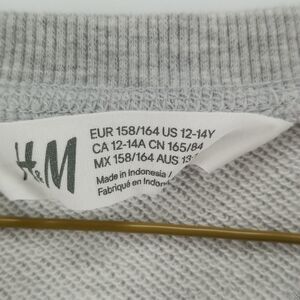 H&M
EUR 158/164 US 12-14Y
CA 12-14A CN 165/84
MX 158/164 AUS
Made in Indonesia /
Fabriqué en